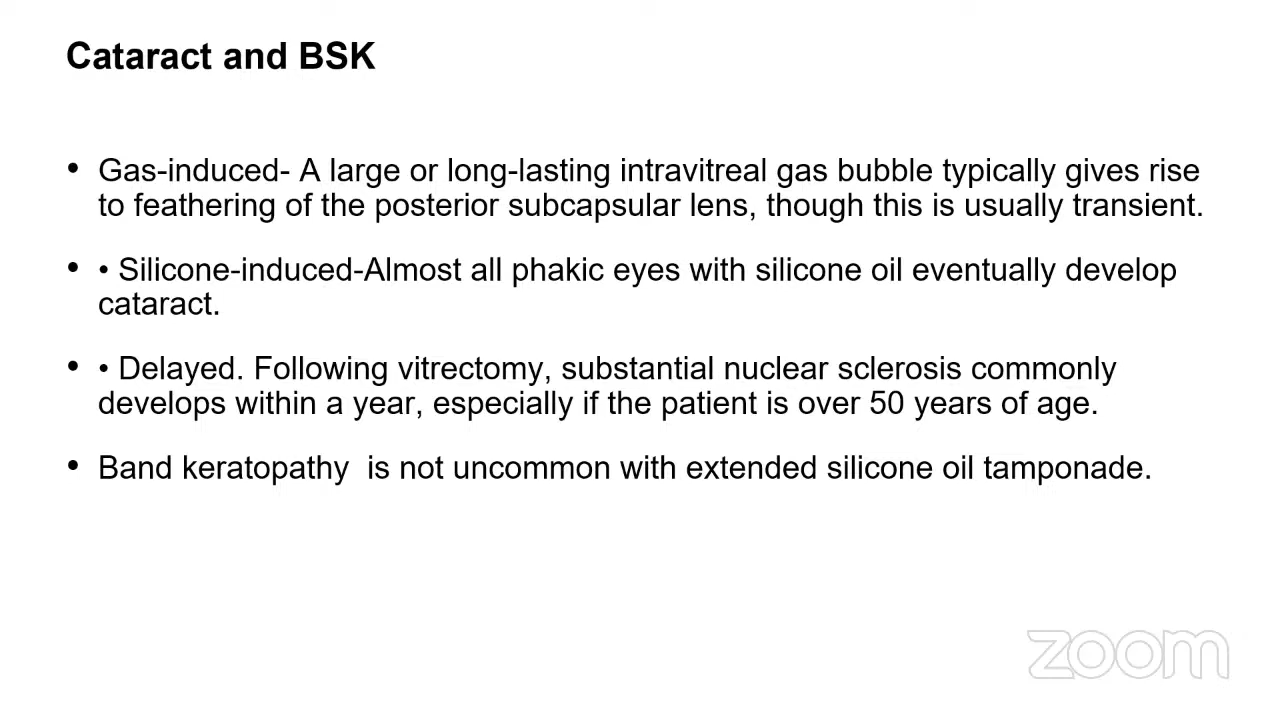 Cataract and BSK
• Gas-induced- A large or long-lasting intravitreal gas bubble typically gives rise
to feathering of the posterior subcapsular lens, though this is usually transient.
• • Silicone-induced-Almost all phakic eyes with silicone oil eventually develop
cataract.
• • Delayed. Following vitrectomy, substantial nuclear sclerosis commonly
develops within a year, especially if the patient is over 50 years of age.
• Band keratopathy  is not uncommon with extended silicone oil tamponade.
zoom